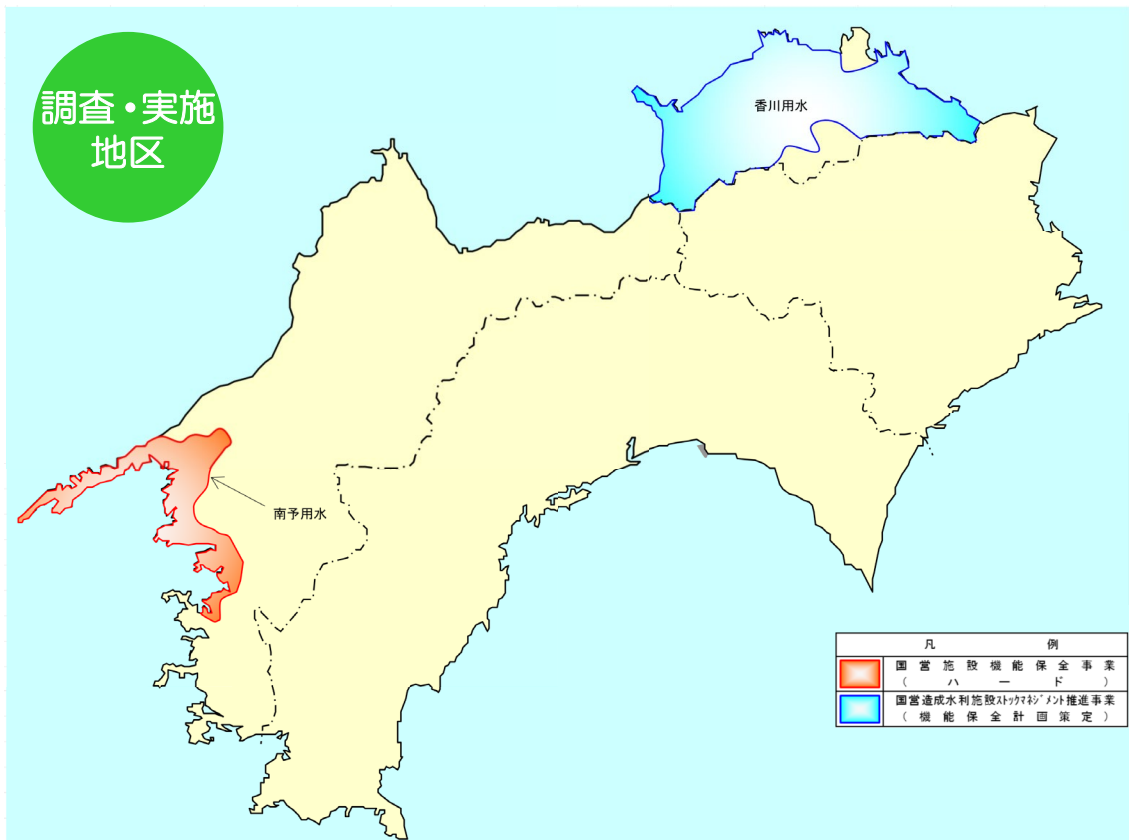 調査・実施
地区
香川用水
南予用水
凡 例
国営施設機能保全事業
(ハード)
国営造成水利施設ｽﾄｯｸﾏﾈｼﾞﾒﾝﾄ推進事業
(機能保全計画策定)